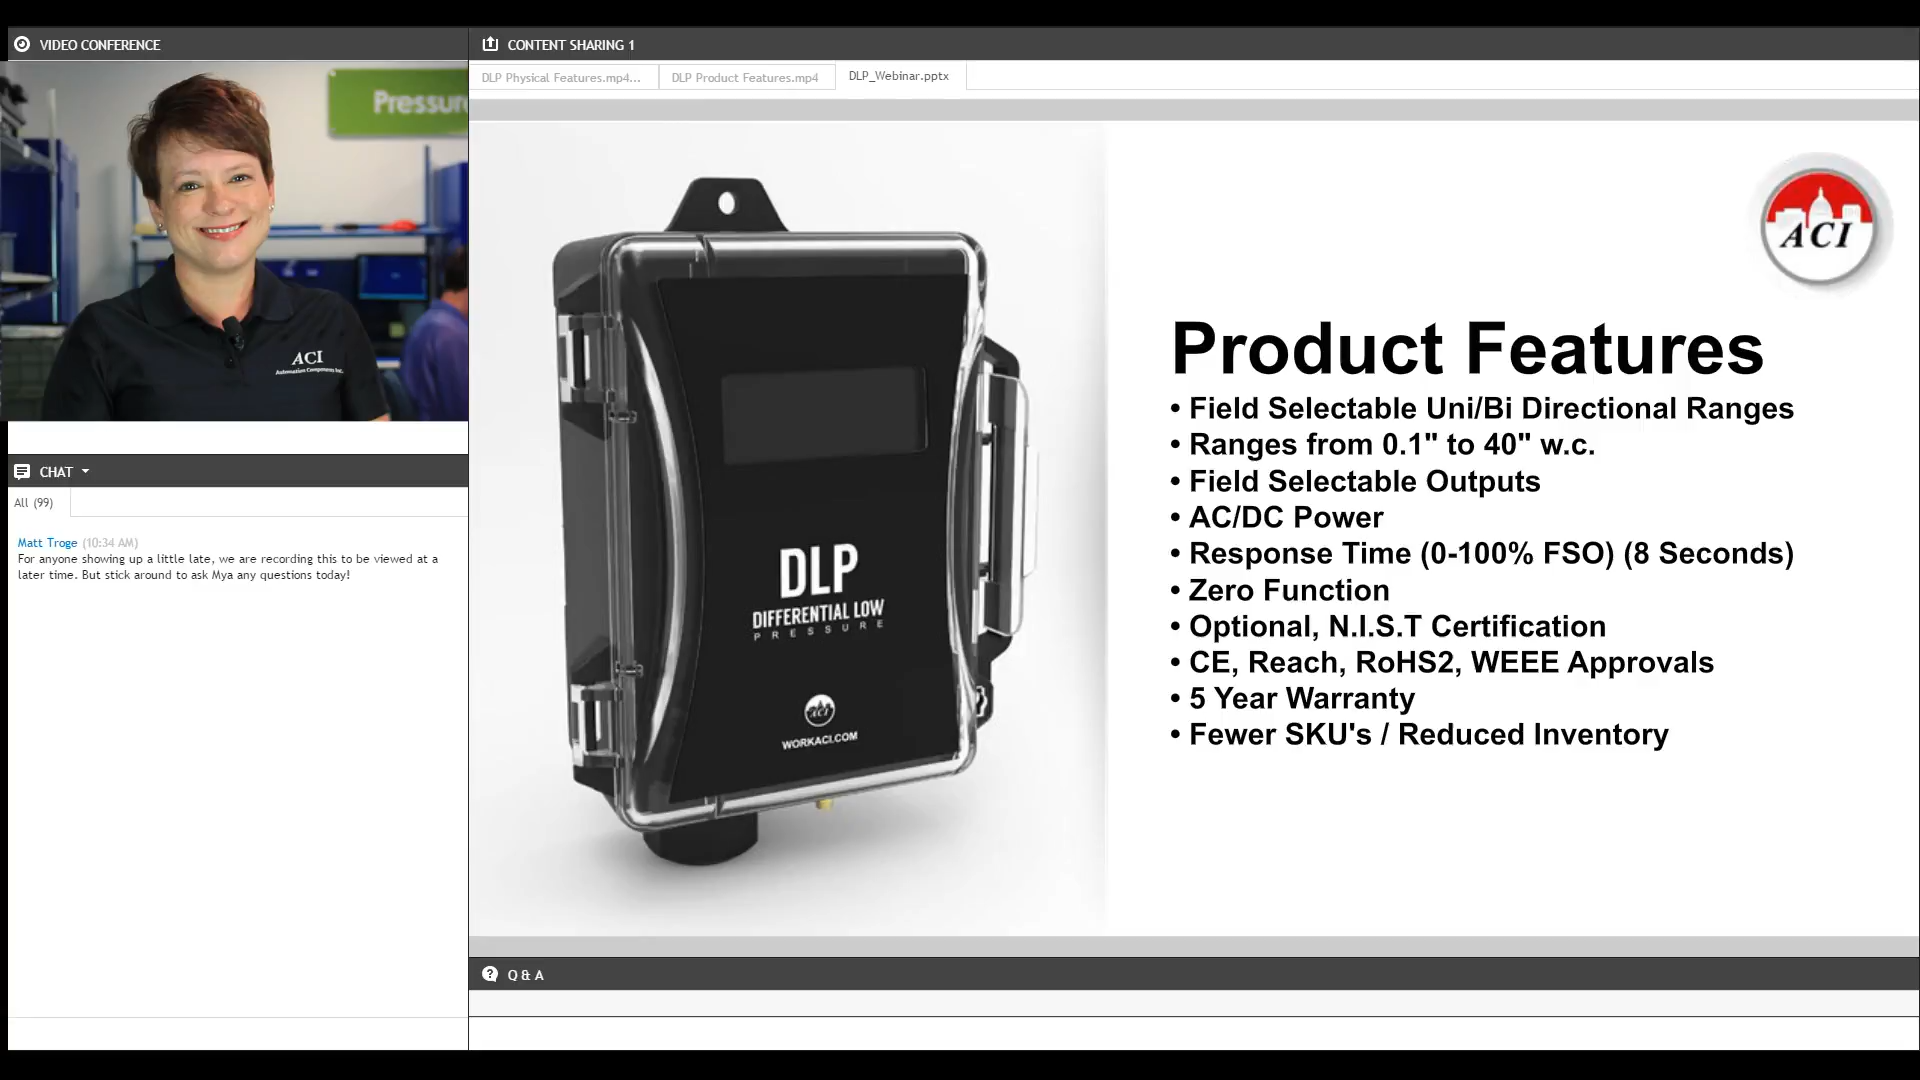 VIDEO CONFERENCE
Pressure
ACI
Automation Components Inc.
CHAT
All (99)
Matt Troge (10:34 AM)
For anyone showing up a little late, we are recording this to be viewed at a
later time. But stick around to ask Mya any questions today!
CONTENT SHARING 1
DLP Physical Features.mp4...
DLP Product Features.mp4
DLP_Webinar.pptx
DLP
DIFFERENTIAL LOW
PRESSURE
ACI
WORKACI.COM
ACI
Product Features
• Field Selectable Uni/Bi Directional Ranges
• Ranges from 0.1" to 40" w.c.
• Field Selectable Outputs
• AC/DC Power
• Response Time (0-100% FSO) (8 Seconds)
• Zero Function
• Optional, N.I.S.T Certification
• CE, Reach, RoHS2, WEEE Approvals
• 5 Year Warranty
• Fewer SKU's / Reduced Inventory
Q & A